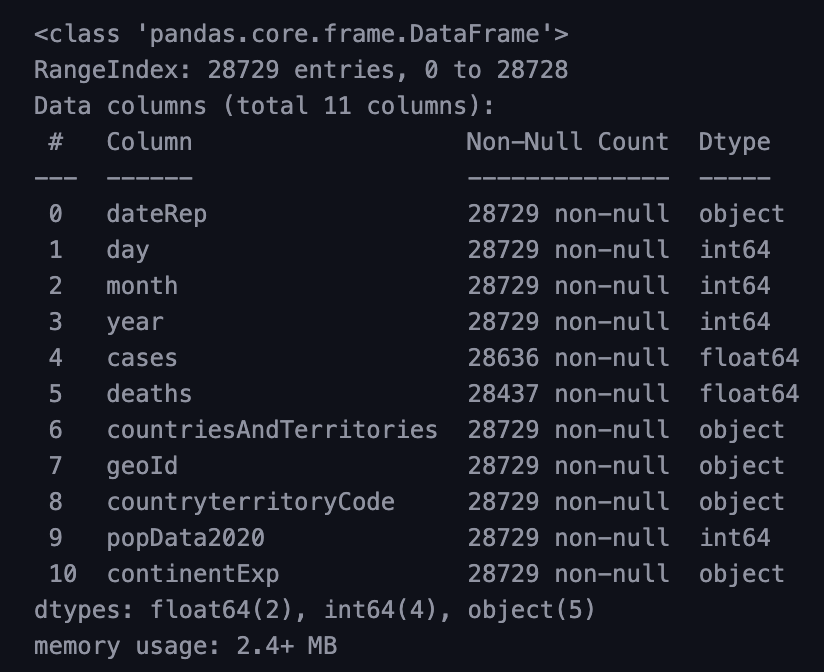 <class 'pandas.core.frame.DataFrame'>
RangeIndex: 28729 entries, 0 to 28728
Data columns (total 11 columns):
 #   Column                   Non-Null Count  Dtype
---  ------                   --------------  -----
 0   dateRep                  28729 non-null  object
 1   day                      28729 non-null  int64
 2   month                    28729 non-null  int64
 3   year                     28729 non-null  int64
 4   cases                    28636 non-null  float64
 5   deaths                   28437 non-null  float64
 6   countriesAndTerritories  28729 non-null  object
 7   geoId                    28729 non-null  object
 8   countryterritoryCode     28729 non-null  object
 9   popData2020              28729 non-null  int64
 10  continentExp             28729 non-null  object
dtypes: float64(2), int64(4), object(5)
memory usage: 2.4+ MB